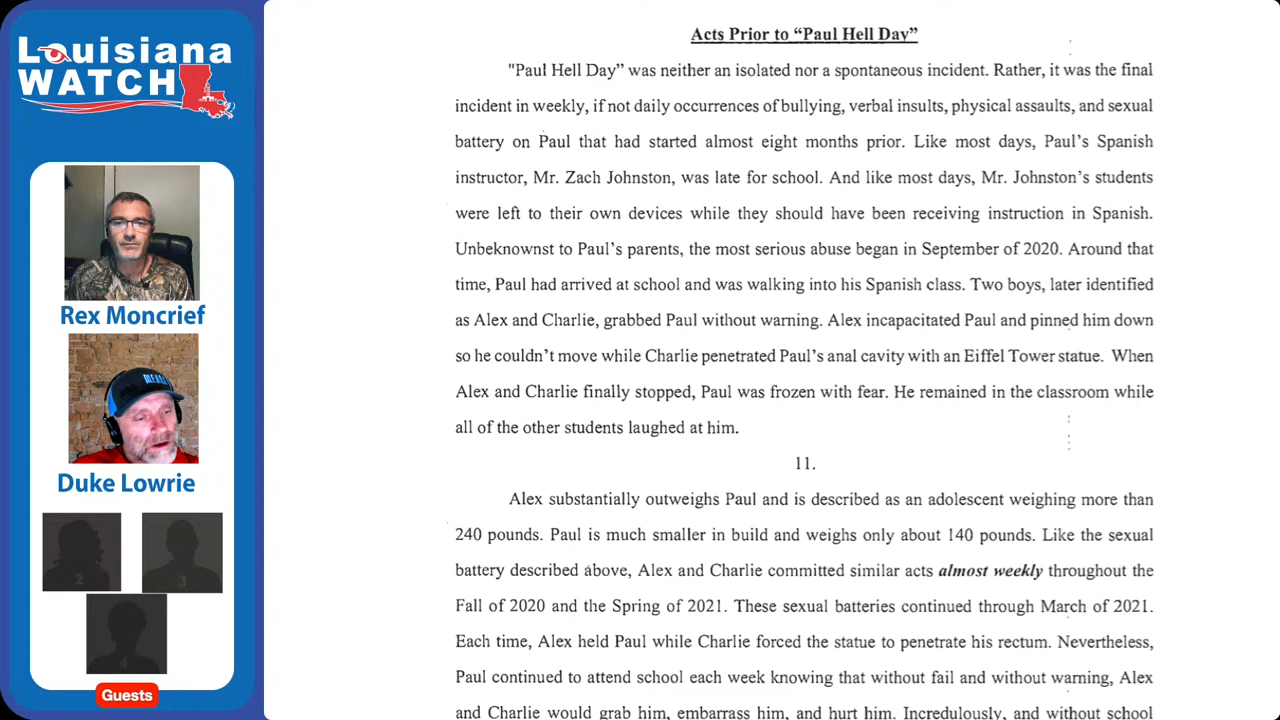 Louisiana
WATCH
Rex Moncrief
Duke Lowrie
2
3
4
Guests
Acts Prior to “Paul Hell Day”
"Paul Hell Day” was neither an isolated nor a spontaneous incident. Rather, it was the final
incident in weekly, if not daily occurrences of bullying, verbal insults, physical assaults, and sexual
battery on Paul that had started almost eight months prior. Like most days, Paul’s Spanish
instructor, Mr. Zach Johnston, was late for school. And like most days, Mr. Johnston’s students
were left to their own devices while they should have been receiving instruction in Spanish.
Unbeknownst to Paul’s parents, the most serious abuse began in September of 2020. Around that
time, Paul had arrived at school and was walking into his Spanish class. Two boys, later identified
as Alex and Charlie, grabbed Paul without warning. Alex incapacitated Paul and pinned him down
so he couldn’t move while Charlie penetrated Paul’s anal cavity with an Eiffel Tower statue. When
Alex and Charlie finally stopped, Paul was frozen with fear. He remained in the classroom while
all of the other students laughed at him.
11.
Alex substantially outweighs Paul and is described as an adolescent weighing more than
240 pounds. Paul is much smaller in build and weighs only about 140 pounds. Like the sexual
battery described above, Alex and Charlie committed similar acts almost weekly throughout the
Fall of 2020 and the Spring of 2021. These sexual batteries continued through March of 2021.
Each time, Alex held Paul while Charlie forced the statue to penetrate his rectum. Nevertheless,
Paul continued to attend school each week knowing that without fail and without warning, Alex
and Charlie would grab him, embarrass him, and hurt him. Incredulously, and without school